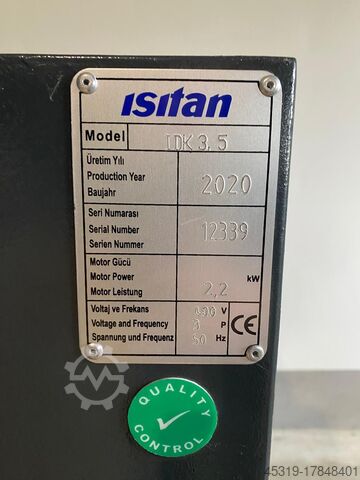 ısıtan
Model IDK 3,5
Üretim Yılı
Production Year 2020
Baujahr
Seri Numarası
Serial Number 12339
Serien Nummer
Motor Gücü
Motor Power kW
Motor Leistung 2,2
Voltaj ve Frekans V
Voltage and Frequency P
Spannung und Frequenz 50 Hz
CE
QUALITY
CONTROL
45319-17848401